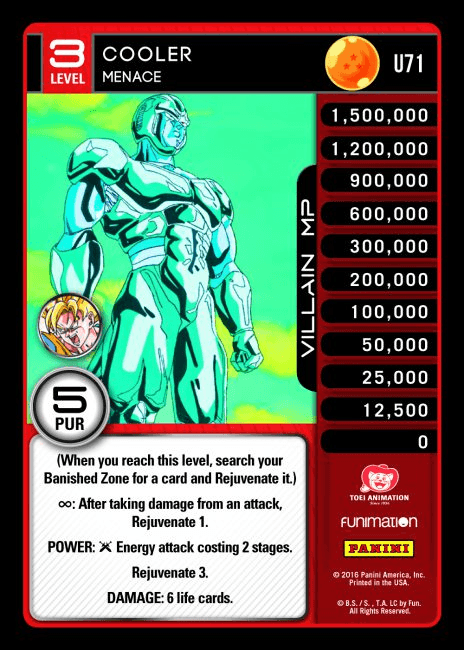 3
LEVEL
COOLER
MENACE
U71
1,500,000
1,200,000
900,000
600,000
300,000
200,000
100,000
50,000
25,000
12,500
0
VILLAIN MP
5
PUR
(When you reach this level, search your
Banished Zone for a card and Rejuvenate it.)
∞: After taking damage from an attack,
Rejuvenate 1.
POWER: Energy attack costing 2 stages.
Rejuvenate 3.
DAMAGE: 6 life cards.
TOEI ANIMATION
Since 1956
FUNIMATION
PANINI
© 2016 Panini America, Inc.
Printed in the USA.
© B.S. / S. , T.A. LC by Fun.
All Rights Reserved.